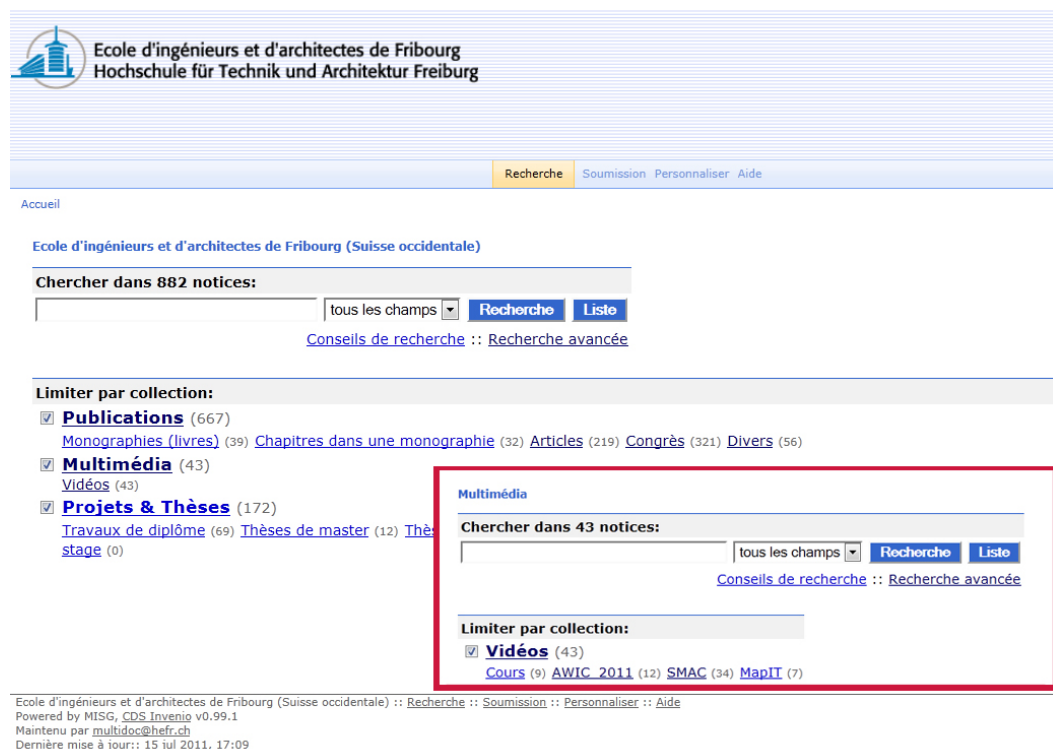 Ecole d'ingénieurs et d'architectes de Fribourg
Hochschule für Technik und Architektur Freiburg
Recherche Soumission Personnaliser Aide
Accueil
Ecole d'ingénieurs et d'architectes de Fribourg (Suisse occidentale)
Chercher dans 882 notices:
tous les champs Recherche Liste
Conseils de recherche :: Recherche avancée
Limiter par collection:
Publications (667)
Monographies (livres) (39) Chapitres dans une monographie (32) Articles (219) Congrès (321) Divers (56)
Multimédia (43)
Vidéos (43)
Projets & Thèses (172)
Travaux de diplôme (69) Thèses de master (12) Thè
stage (0)
Multimédia
Chercher dans 43 notices:
tous les champs Recherche Liste
Conseils de recherche :: Recherche avancée
Limiter par collection:
Vidéos (43)
Cours (9) AWIC_2011 (12) SMAC (34) MapIT (7)
Ecole d'ingénieurs et d'architectes de Fribourg (Suisse occidentale) :: Recherche :: Soumission :: Personnaliser :: Aide
Powered by MISG, CDS Invenio v0.99.1
Maintenu par multidoc@hefr.ch
Dernière mise à jour:: 15 jul 2011, 17:09